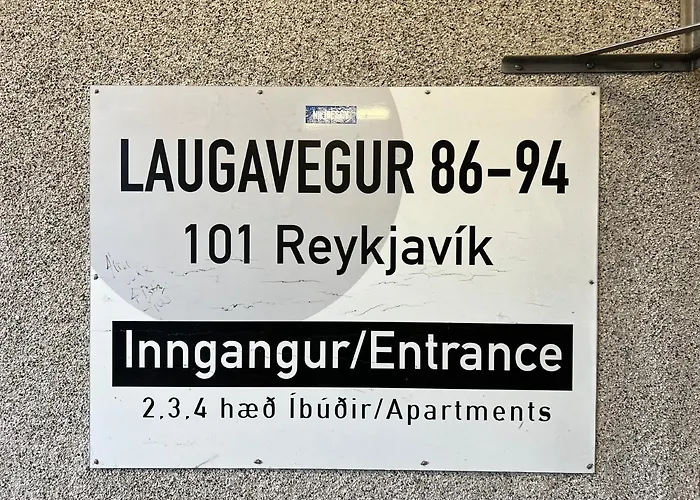 LAUGAVEGUR 86-94
101 Reykjavík
Inngangur/Entrance
2.3.4 hæð Íbúðir/Apartments